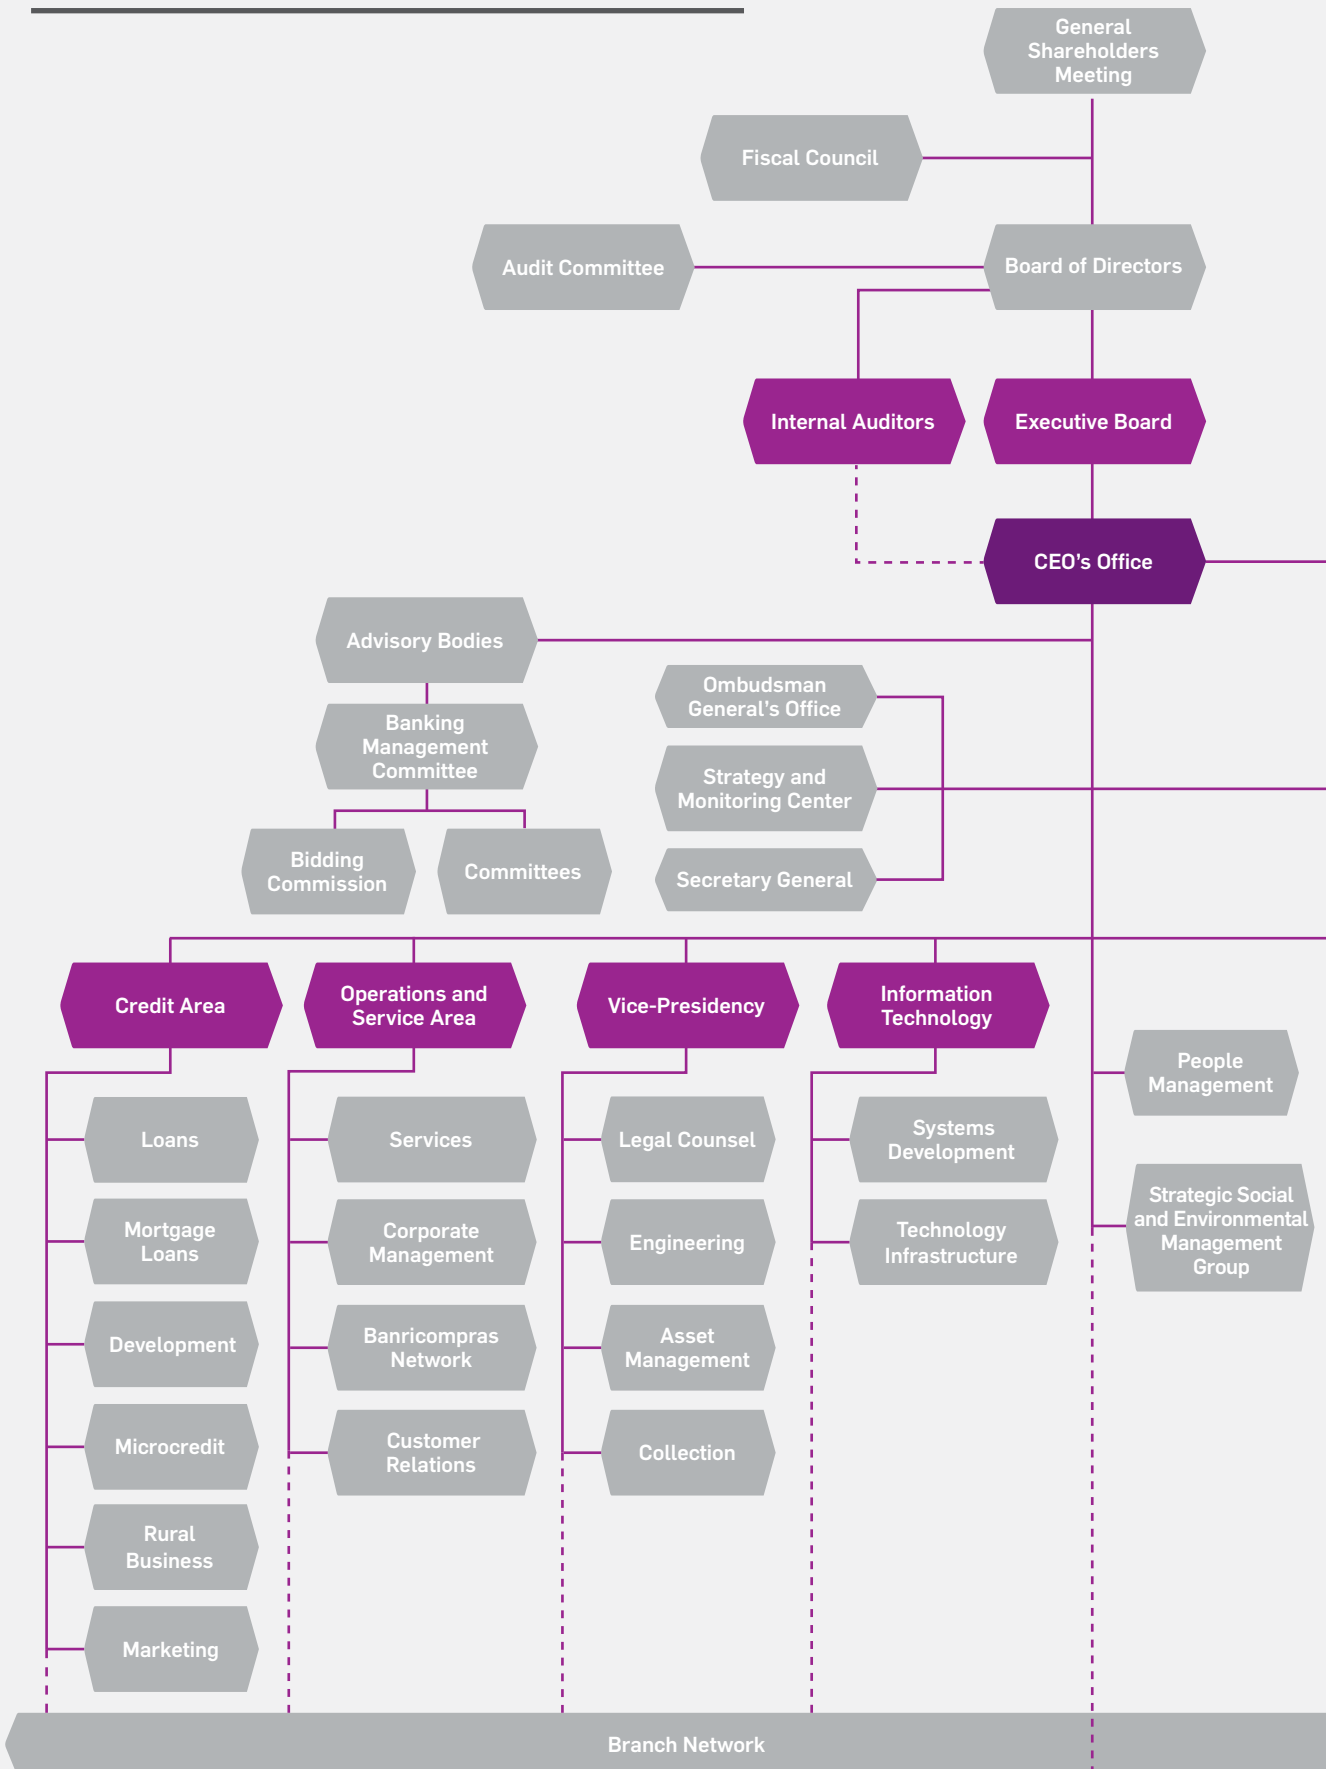 General
Shareholders
Meeting
Fiscal Council
Audit Committee
Board of Directors
Internal Auditors
Executive Board
CEO's Office
Advisory Bodies
Ombudsman
General's Office
Banking
Management
Committee
Strategy and
Monitoring Center
Bidding
Commission
Committees
Secretary General
Credit Area
Operations and
Service Area
Vice-Presidency
Information
Technology
People
Management
Loans
Services
Legal Counsel
Systems
Development
Strategic Social
and Environmental
Management
Group
Mortgage
Loans
Corporate
Management
Engineering
Technology
Infrastructure
Development
Banricompras
Network
Asset
Management
Microcredit
Customer
Relations
Collection
Rural
Business
Marketing
Branch Network